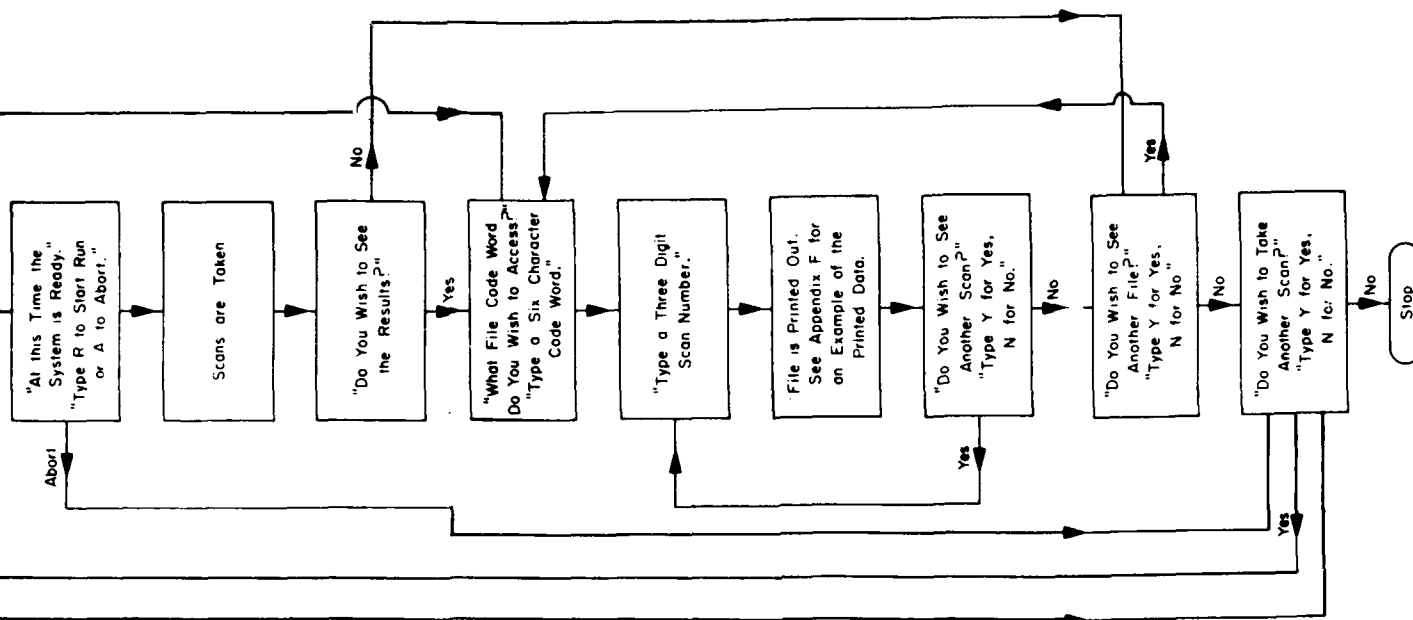 "At this Time the
System is Ready."
"Type R to Start Run
or A to Abort."
Abort
Scans are Taken
"Do You Wish to See
the Results?"
No
Yes
"What File Code Word
Do You Wish to Access?"
"Type a Six Character
Code Word."
"Type a Three Digit
Scan Number."
File is Printed Out.
See Appendix F for
an Example of the
Printed Data.
"Do You Wish to See
Another Scan?"
"Type Y for Yes,
N for No."
Yes
No
"Do You Wish to See
Another File?"
"Type Y for Yes,
N for No"
Yes
No
"Do You Wish to Take
Another Scan?"
"Type Y for Yes,
N for No."
Yes
No
Stop